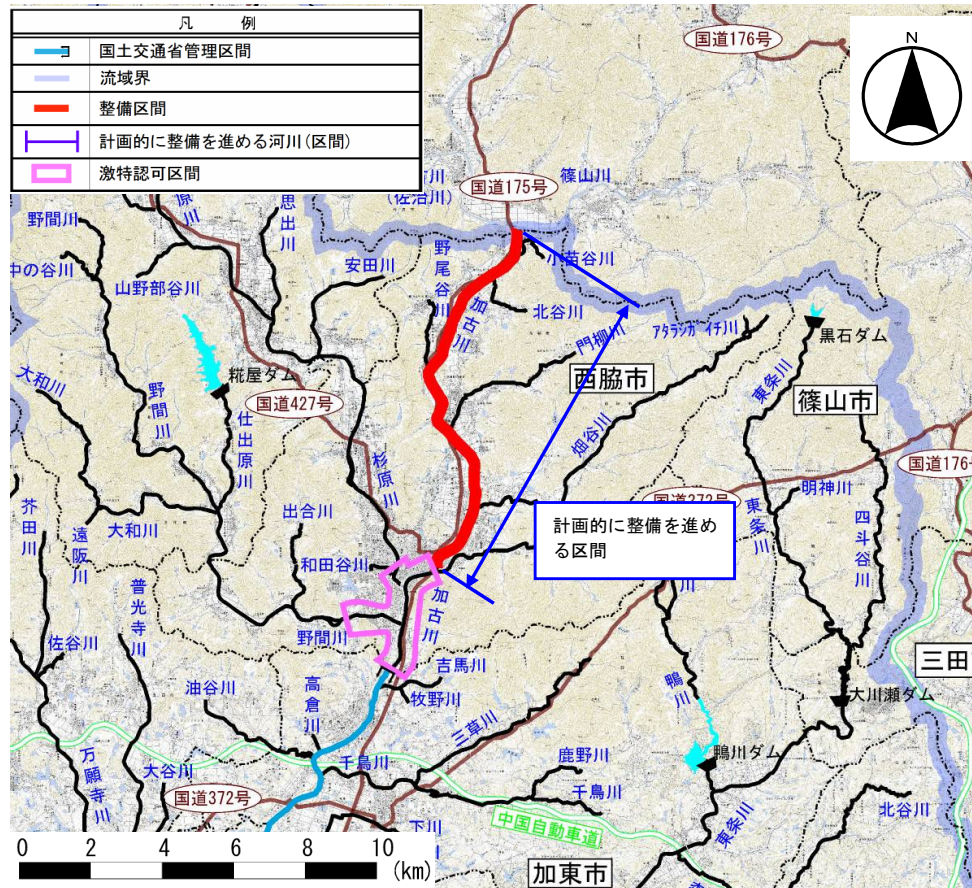 凡 例
国土交通省管理区間
流域界
整備区間
計画的に整備を進める河川(区間)
激特認可区間
国道176号
N
国道175号
篠山川
川
(佐治川)
野間川
原川
思出川
中の谷川
山野部谷川
安田川
野尾谷川
小苗谷川
加古川
北谷川
門柳川
アタラシガイチ川
黒石ダム
西脇市
篠山市
大和川
糀屋ダム
国道427号
野間川
仕出原川
杉原川
畑谷川
東条川
国道176号
国道372号
明神川
東条川
四斗谷川
計画的に整備を進め
る区間
芥田川
遠阪川
大和川
出合川
和田谷川
加古川
川
普光寺川
野間川
佐谷川
吉馬川
牧野川
油谷川
高倉川
三草川
鴨川
三田
大川瀬ダム
鴨川ダム
万願寺川
大谷川
千鳥川
鹿野川
千鳥川
国道372号
中国自動車道
北谷川
東条川
下川
加東市
0 2 4 6 8 10
(km)